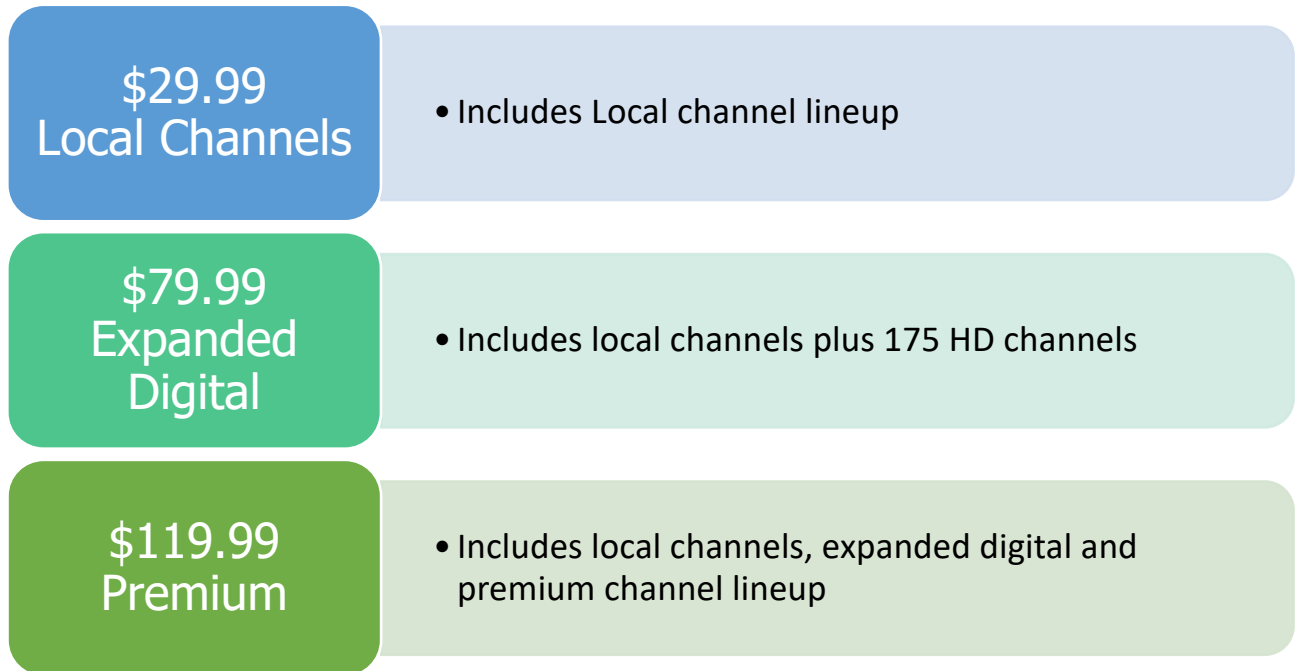 $29.99
Local Channels
• Includes Local channel lineup
$79.99
Expanded
Digital
• Includes local channels plus 175 HD channels
$119.99
Premium
• Includes local channels, expanded digital and
premium channel lineup